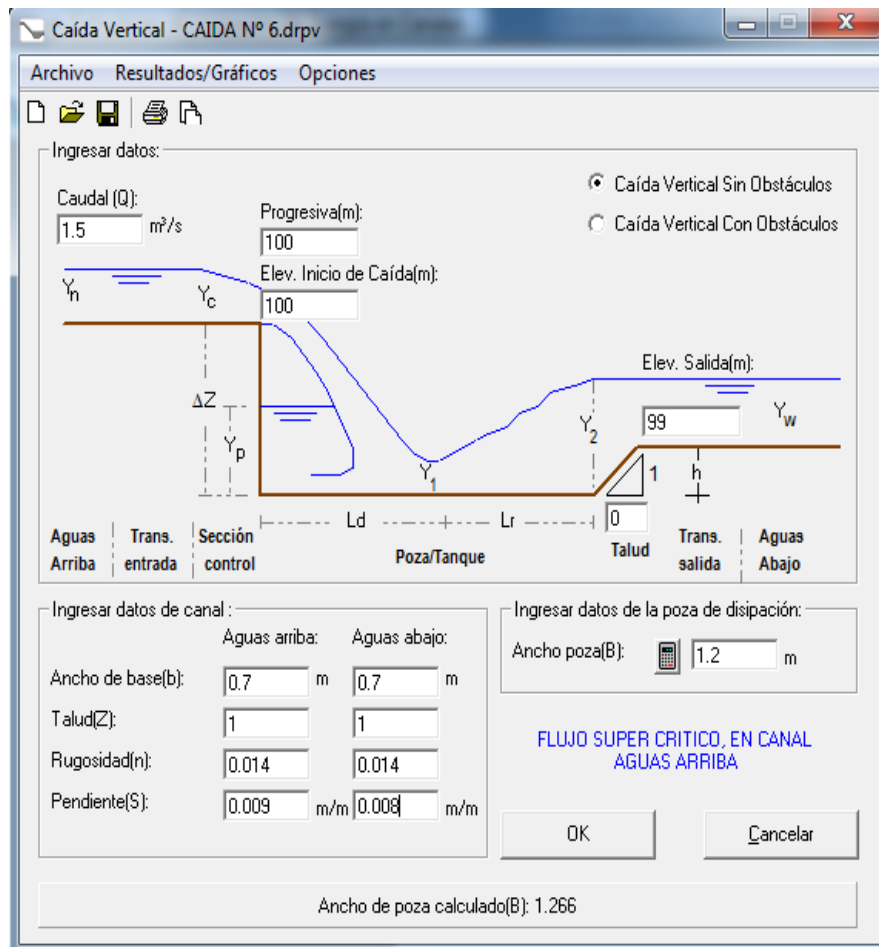 Caída Vertical - CAIDA Nº 6.drpv
Archivo Resultados/Gráficos Opciones
Ingresar datos:
Caudal (Q):
1.5 m³/s
Progresiva(m):
100
Elev. Inicio de Caída(m):
100
Caída Vertical Sin Obstáculos
Caída Vertical Con Obstáculos
Yn
Yc
ΔZ
Yp
Y1
Y2
Elev. Salida(m):
99
Yw
1
h
0
Ld
Lr
Talud
Aguas Arriba
Trans. entrada
Sección control
Poza/Tanque
Trans. salida
Aguas Abajo
Ingresar datos de canal :
Aguas arriba: Aguas abajo:
Ancho de base(b): 0.7 m 0.7 m
Talud(Z): 1 1
Rugosidad(n): 0.014 0.014
Pendiente(S): 0.009 m/m 0.008 m/m
Ingresar datos de la poza de disipación:
Ancho poza(B): 1.2 m
FLUJO SUPER CRITICO, EN CANAL
AGUAS ARRIBA
OK Cancelar
Ancho de poza calculado(B): 1.266